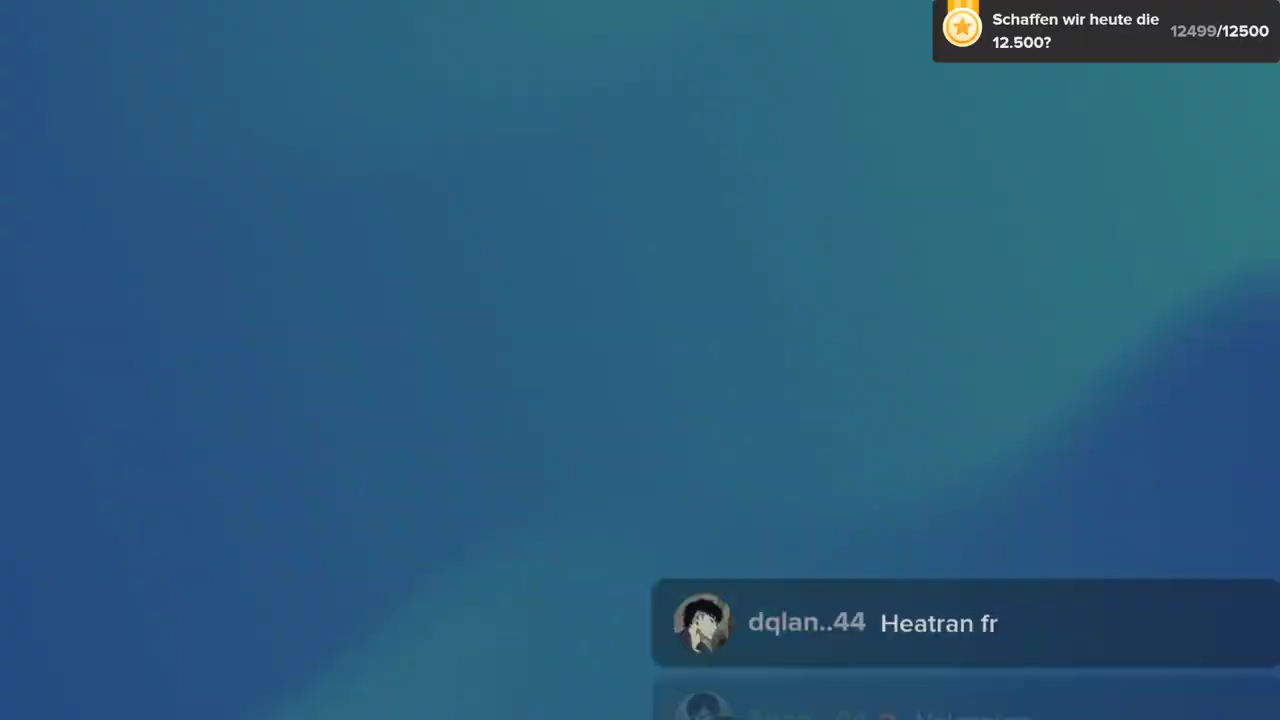 Schaffen wir heute die
12.500?
12499/12500
dqlan..44 Heatran fr